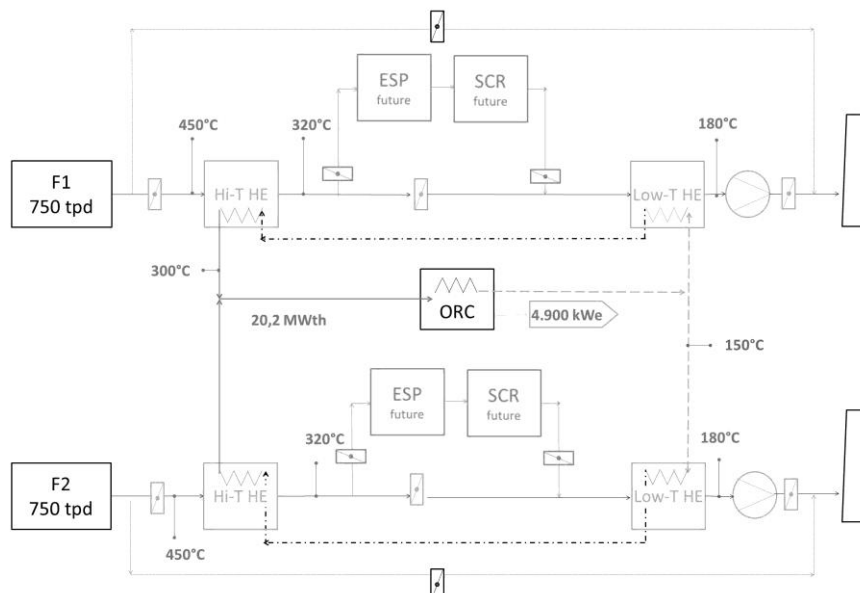 ESP
future
SCR
future
450°C
320°C
180°C
F1
750 tpd
Hi-T HE
Low-T HE
300°C
20,2 MWth
ORC
4.900 kWe
150°C
ESP
future
SCR
future
320°C
180°C
F2
750 tpd
Hi-T HE
Low-T HE
450°C